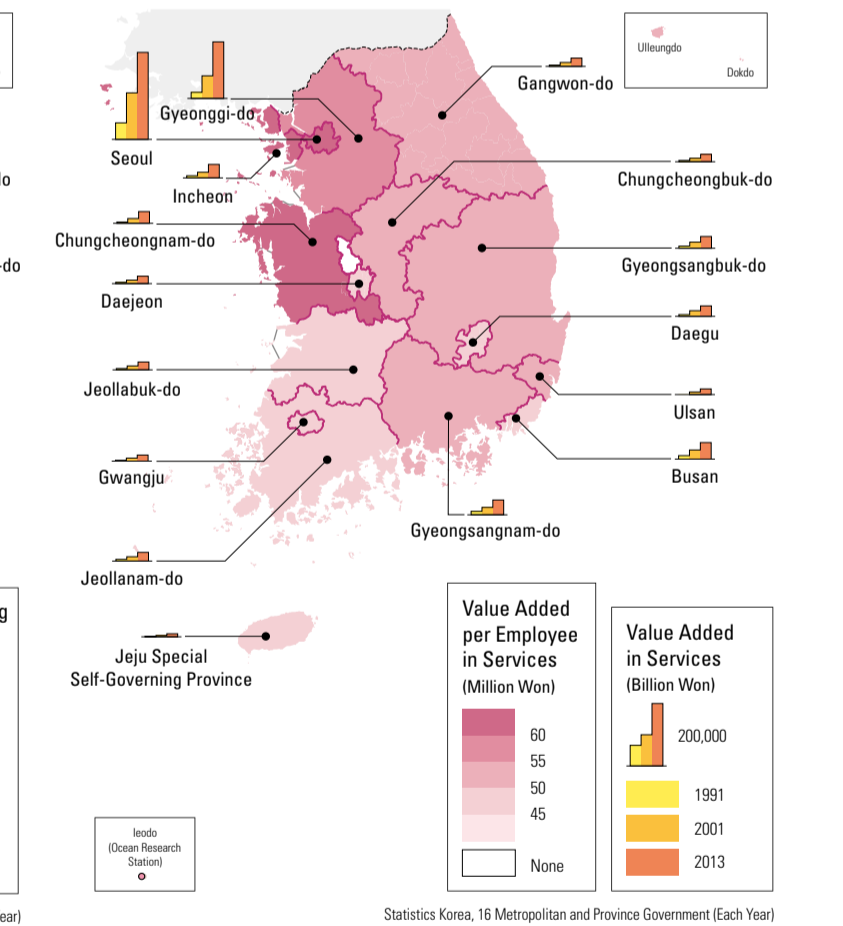 Ulleungdo
Dokdo
Gangwon-do
Gyeonggi-do
Seoul
lo
Incheon
Chungcheongbuk-do
Chungcheongnam-do
-do
Gyeongsangbuk-do
Daejeon
Daegu
Jeollabuk-do
Ulsan
Gwangju
Busan
Gyeongsangnam-do
Jeollanam-do
g
Jeju Special
Self-Governing Province
Value Added
per Employee
in Services
(Million Won)
60
55
50
45
None
Value Added
in Services
(Billion Won)
200,000
1991
2001
2013
Ieodo
(Ocean Research
Station)
ear)
Statistics Korea, 16 Metropolitan and Province Government (Each Year)